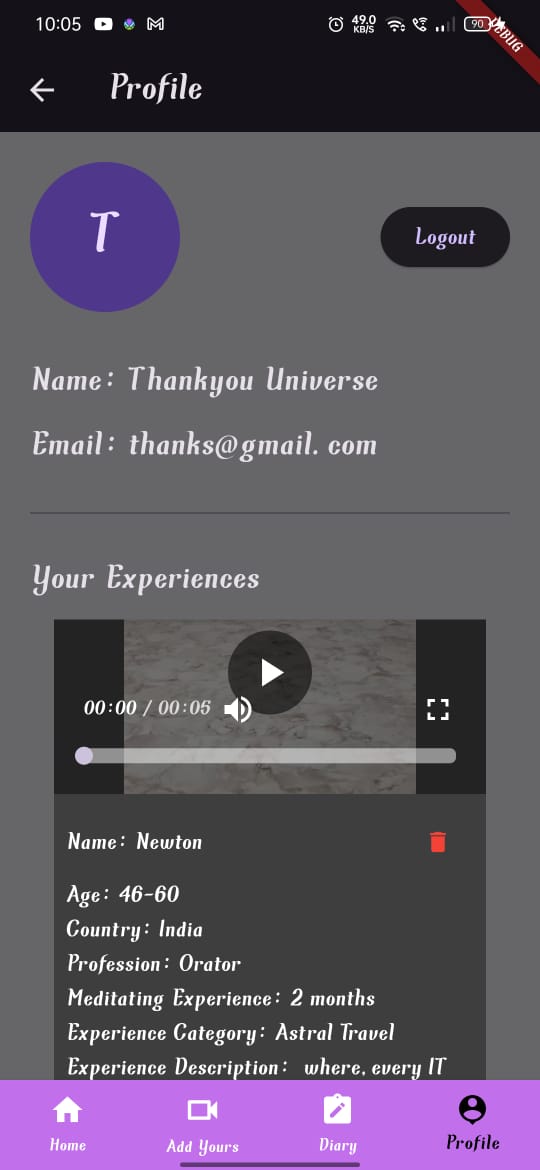 10:05
49.0 KB/S
90
DEBUG
Profile
T
Logout
Name: Thankyou Universe
Email: thanks@gmail.com
Your Experiences
00:00 / 00:05
Name: Newton
Age: 46-60
Country: India
Profession: Orator
Meditating Experience: 2 months
Experience Category: Astral Travel
Experience Description: where, every IT
Home
Add Yours
Diary
Profile